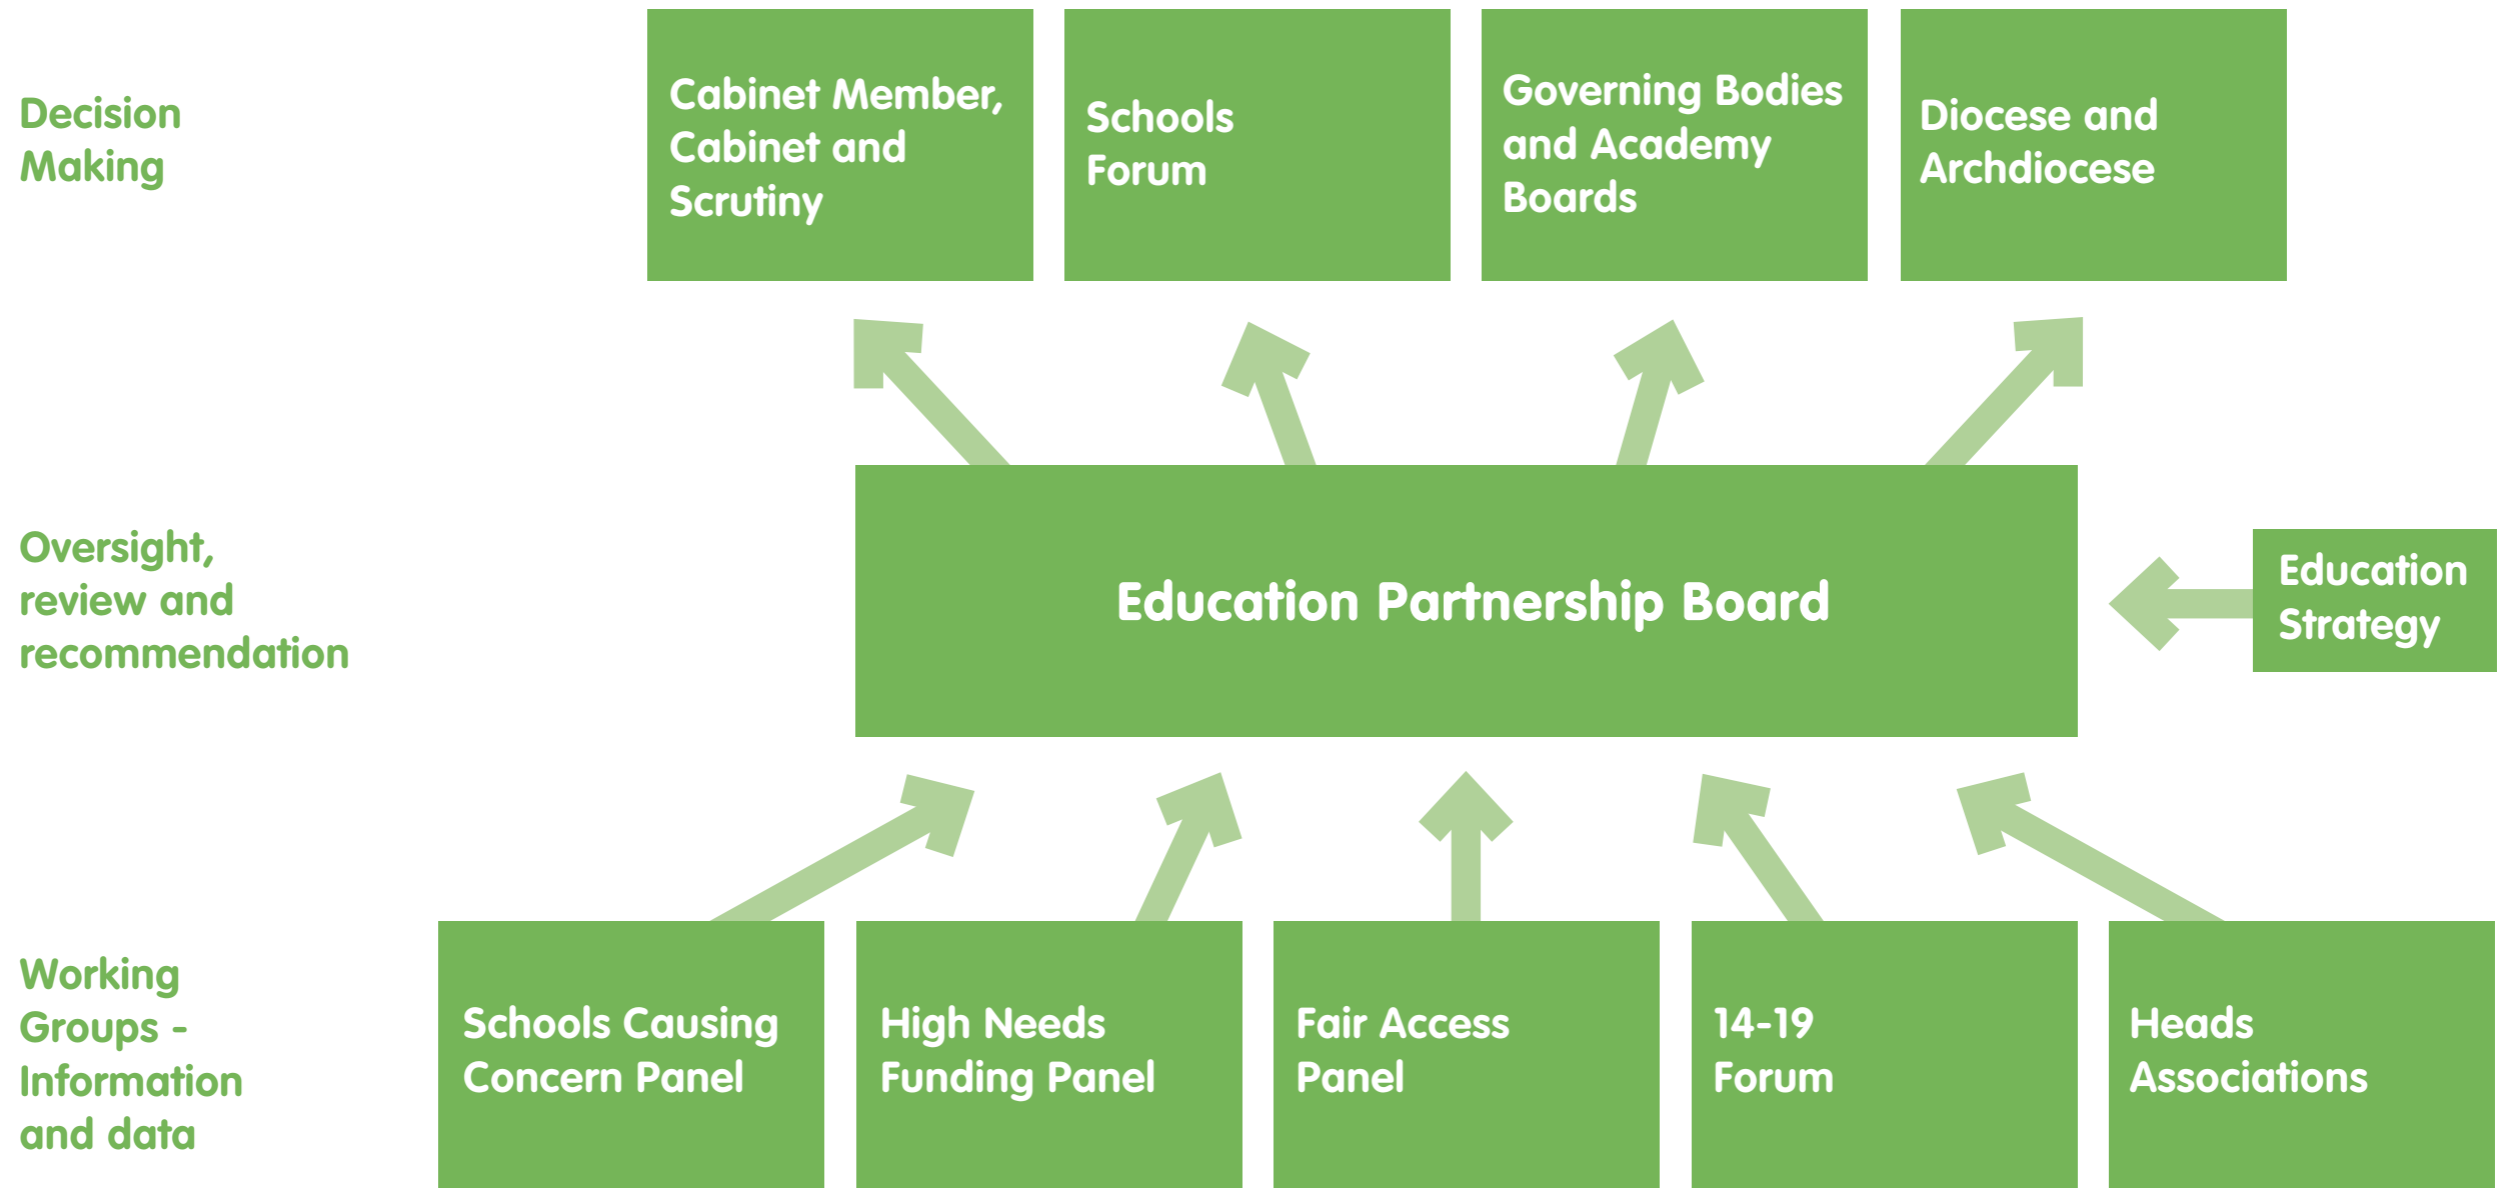 Decision
Making
Cabinet Member,
Cabinet and
Scrutiny
Schools
Forum
Governing Bodies
and Academy
Boards
Diocese and
Archdiocese
Oversight,
review and
recommendation
Education Partnership Board
Education
Strategy
Working
Groups -
Information
and data
Schools Causing
Concern Panel
High Needs
Funding Panel
Fair Access
Panel
14-19
Forum
Heads
Associations